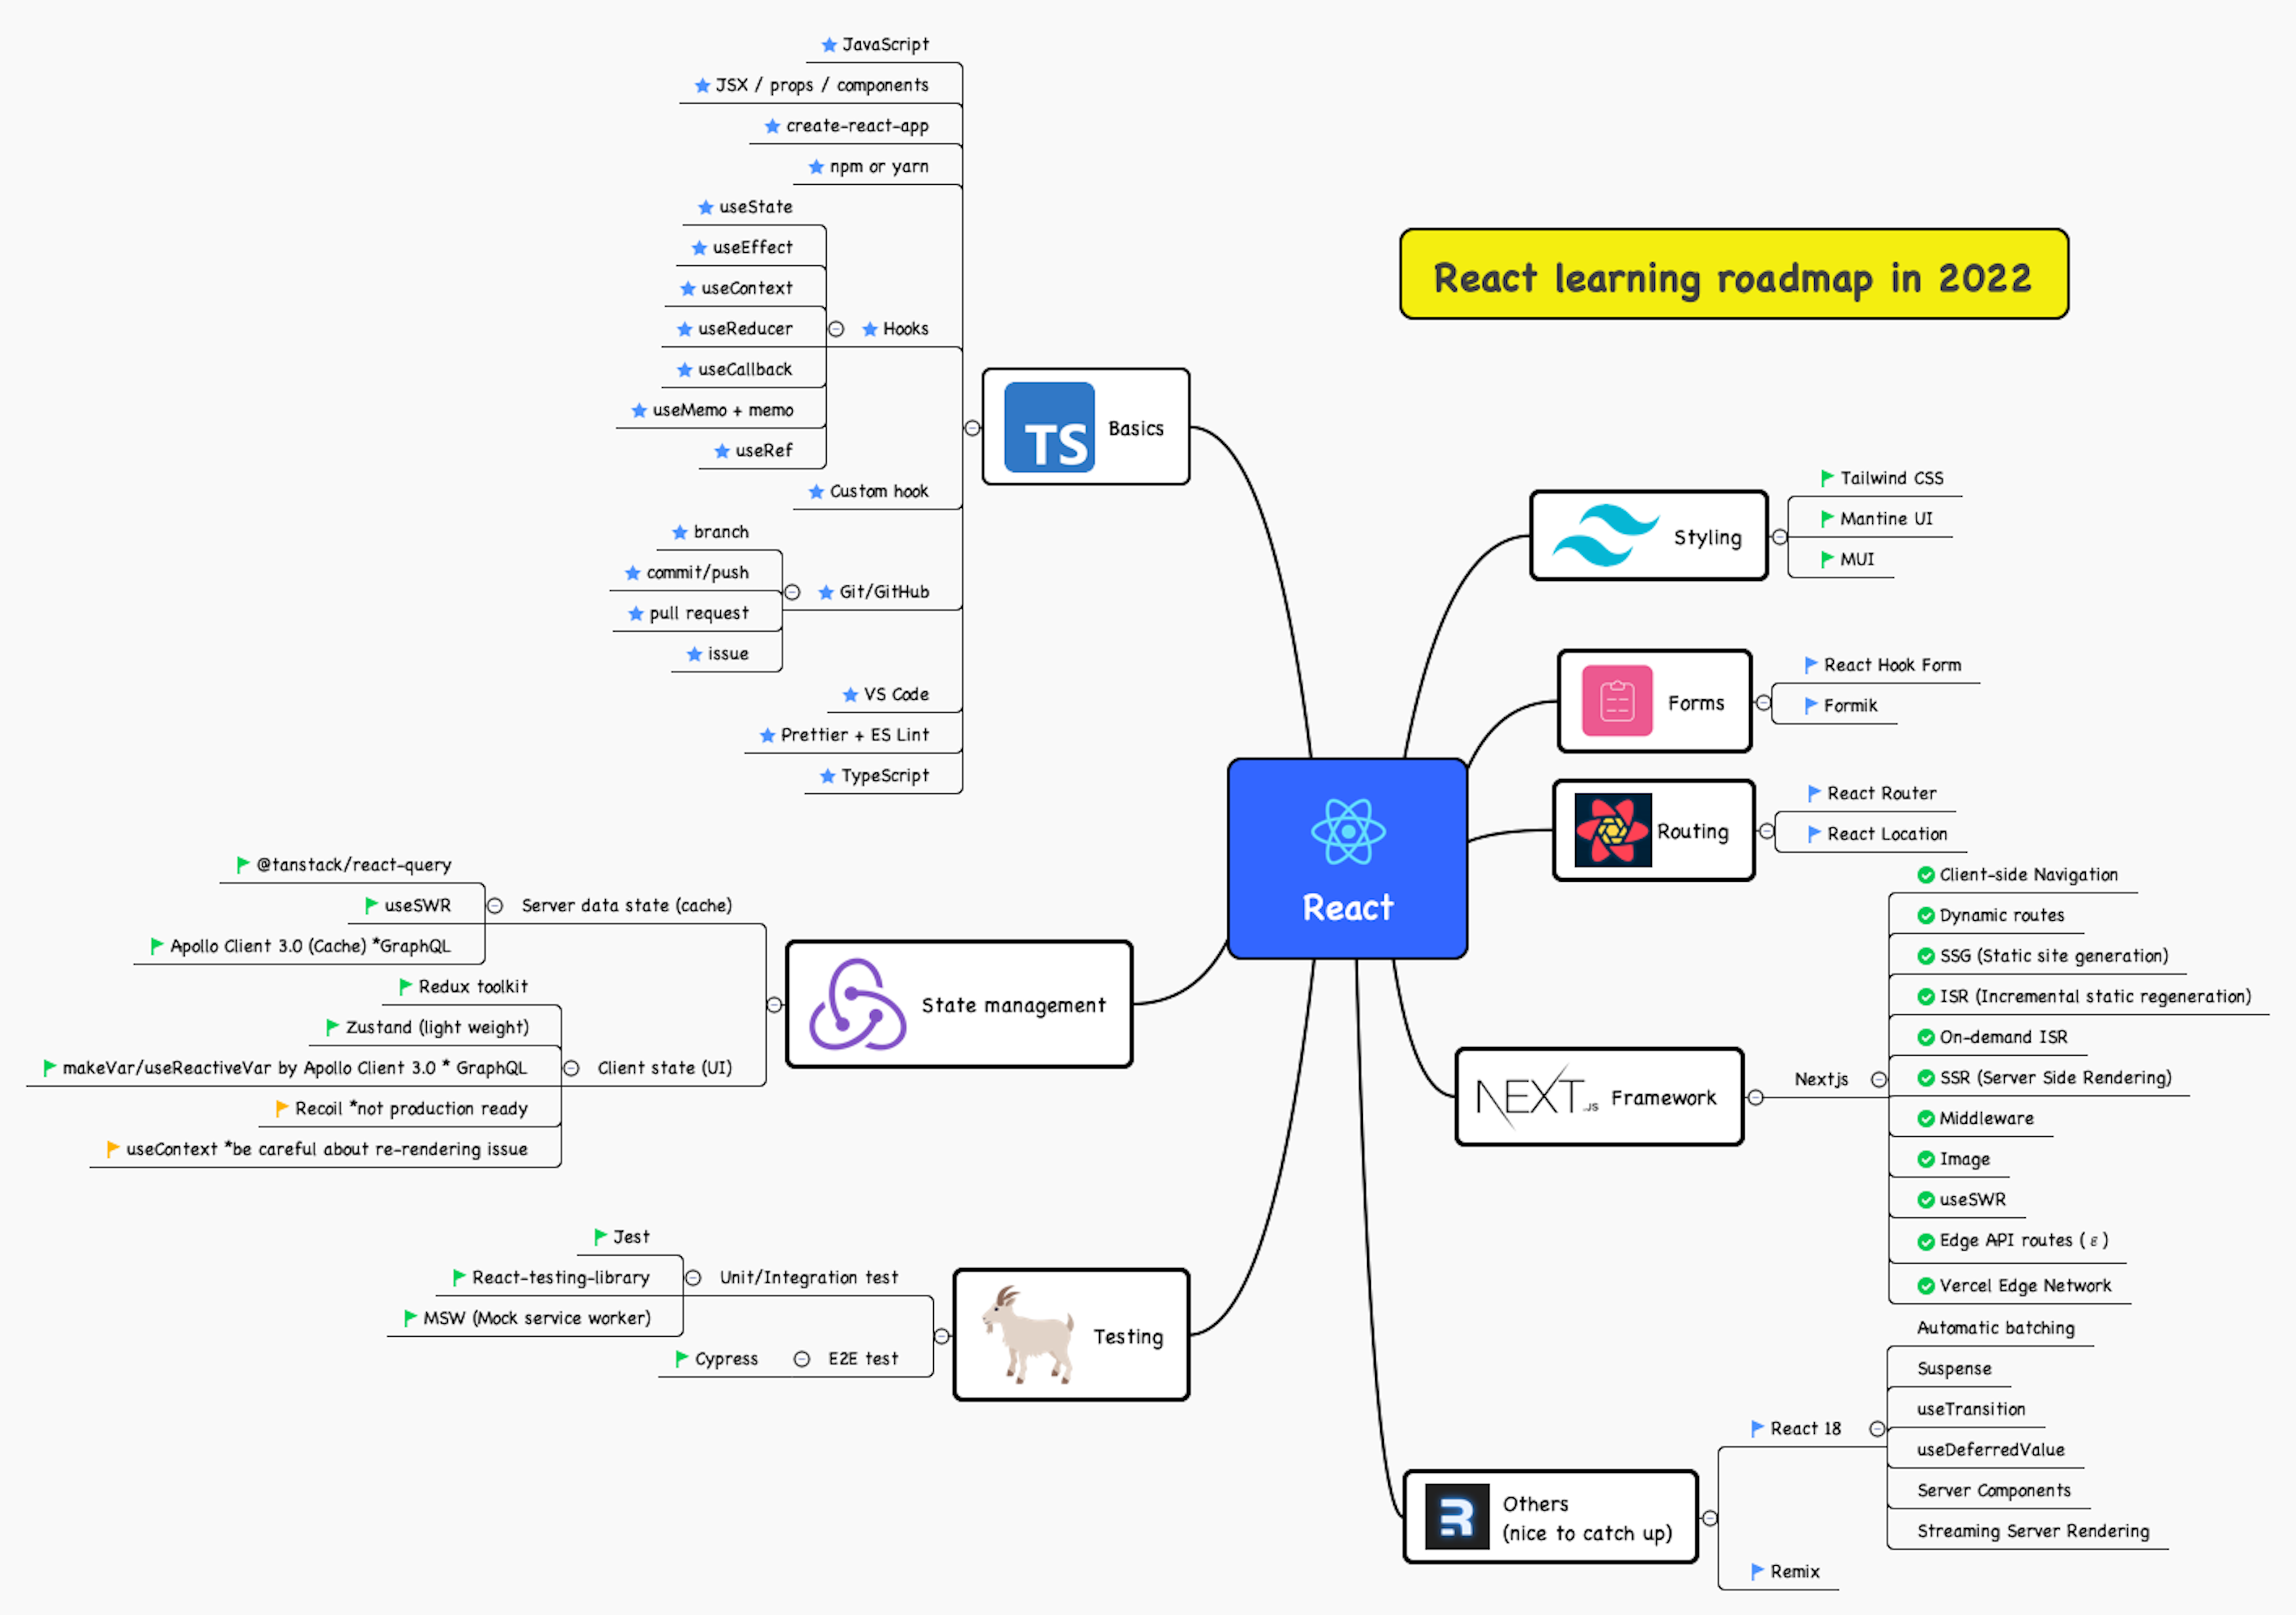 React learning roadmap in 2022
React
TS
Basics
JavaScript
JSX / props / components
create-react-app
npm or yarn
Hooks
useState
useEffect
useContext
useReducer
useCallback
useMemo + memo
useRef
Custom hook
Git/GitHub
branch
commit/push
pull request
issue
VS Code
Prettier + ES Lint
TypeScript
State management
Server data state (cache)
@tanstack/react-query
useSWR
Apollo Client 3.0 (Cache) *GraphQL
Client state (UI)
Redux toolkit
Zustand (light weight)
makeVar/useReactiveVar by Apollo Client 3.0 * GraphQL
Recoil *not production ready
useContext *be careful about re-rendering issue
Testing
Unit/Integration test
Jest
React-testing-library
MSW (Mock service worker)
E2E test
Cypress
Styling
Tailwind CSS
Mantine UI
MUI
Forms
React Hook Form
Formik
Routing
React Router
React Location
NEXT.JS
Framework
Nextjs
Client-side Navigation
Dynamic routes
SSG (Static site generation)
ISR (Incremental static regeneration)
On-demand ISR
SSR (Server Side Rendering)
Middleware
Image
useSWR
Edge API routes ( ε )
Vercel Edge Network
R
Others
(nice to catch up)
React 18
Automatic batching
Suspense
useTransition
useDeferredValue
Server Components
Streaming Server Rendering
Remix